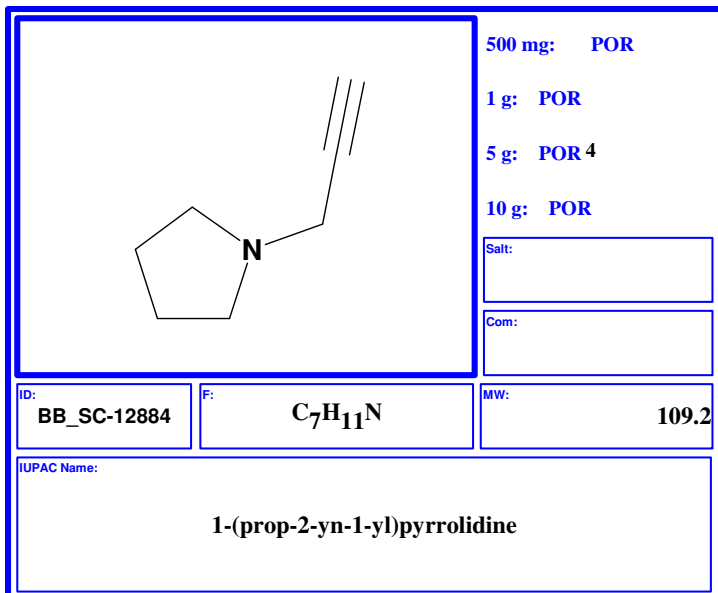 500 mg: POR
1 g: POR
5 g: POR 4
10 g: POR
N
Salt:
Com:
ID:
BB_SC-12884
F:
C7H11N
MW:
109.2
IUPAC Name:
1-(prop-2-yn-1-yl)pyrrolidine